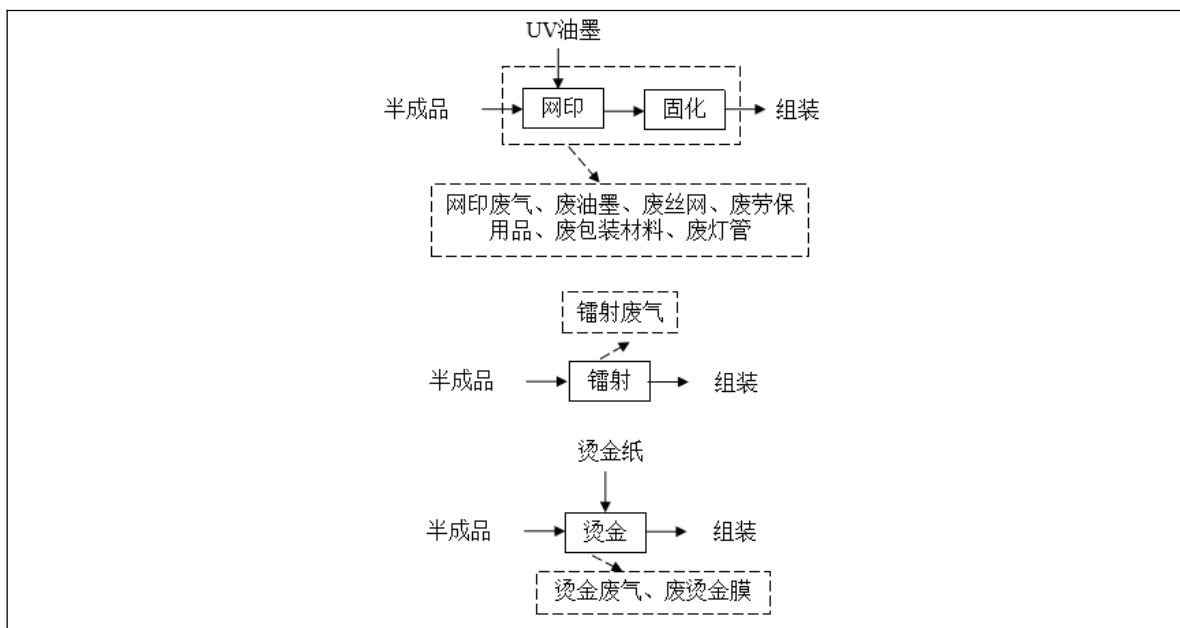 UV油墨
半成品 网印 固化 组装
网印废气、废油墨、废丝网、废劳保
用品、废包装材料、废灯管
镭射废气
半成品 镭射 组装
烫金纸
半成品 烫金 组装
烫金废气、废烫金膜